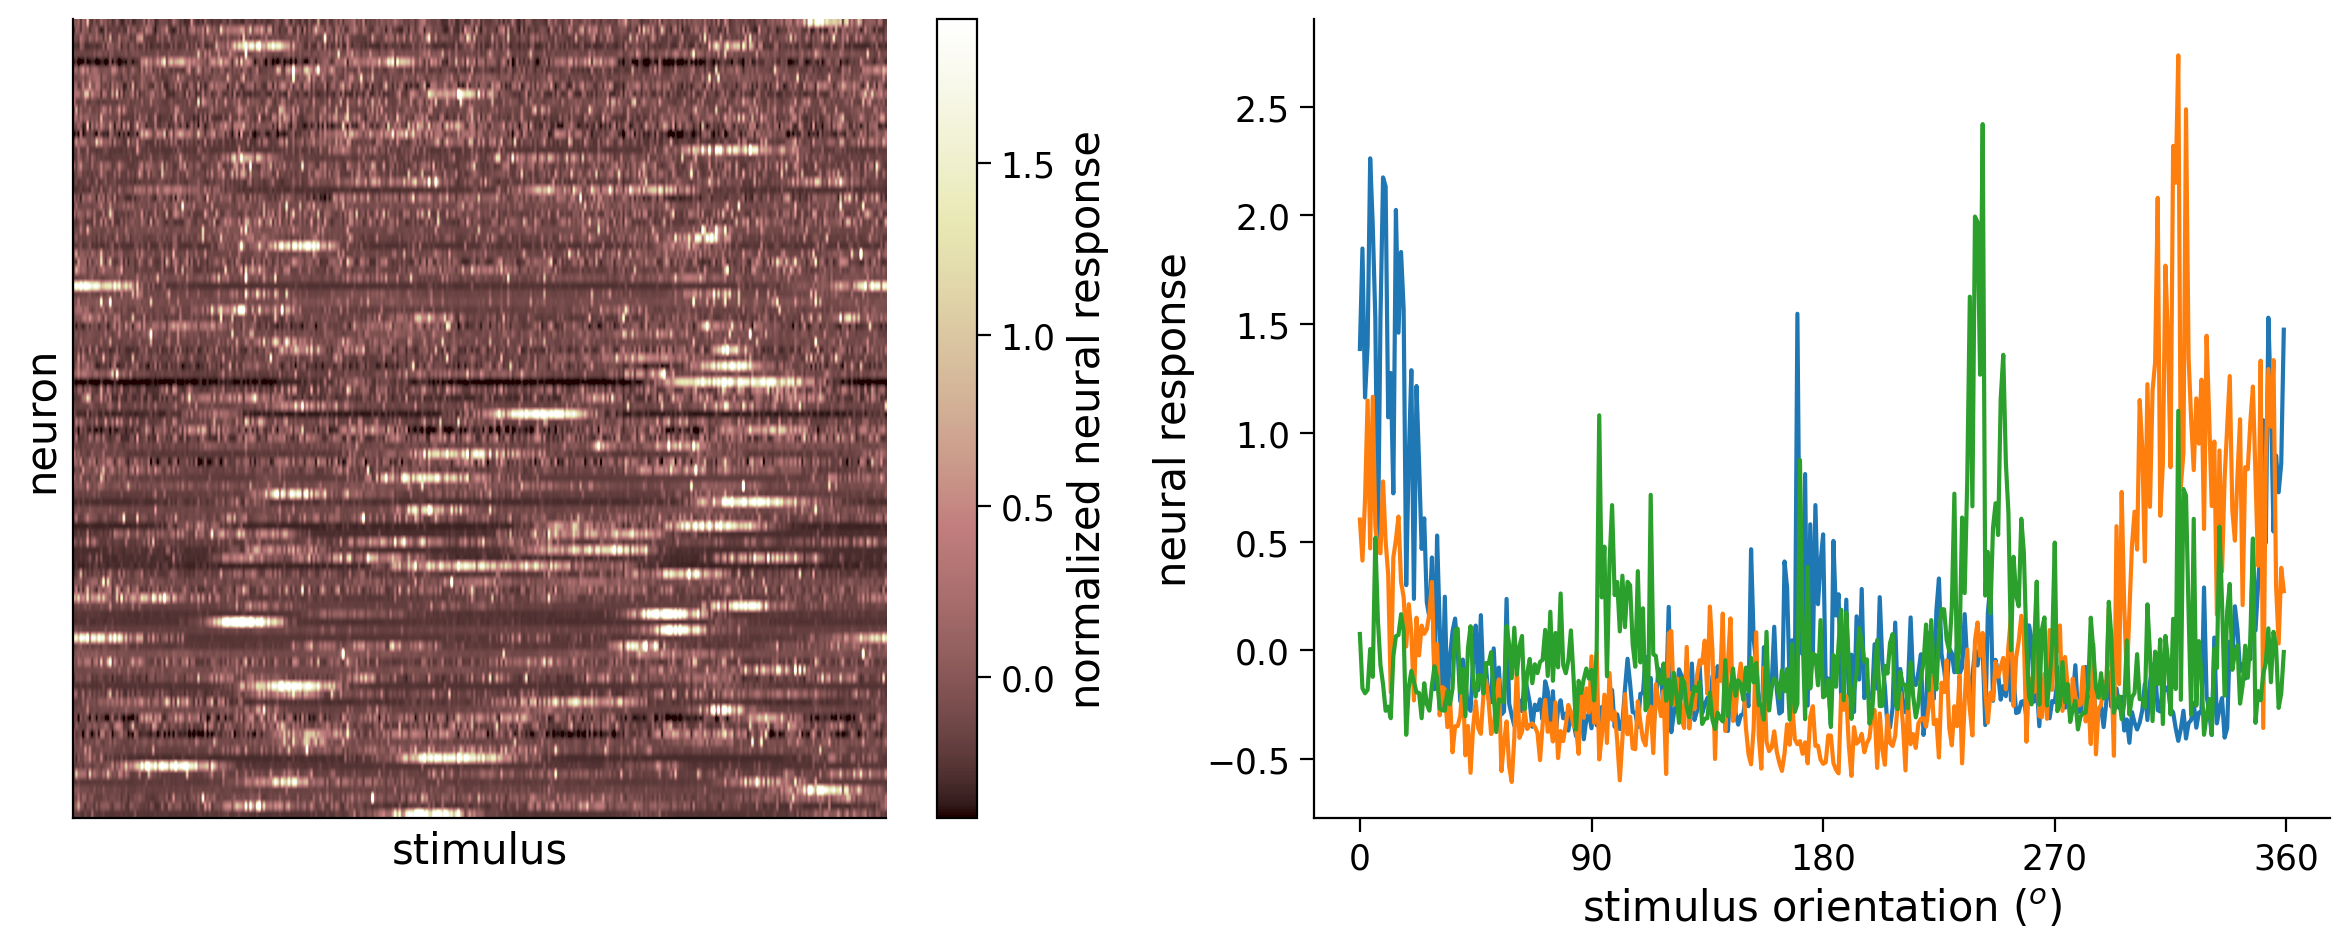 neuron
stimulus
1.5
1.0
0.5
0.0
normalized neural response
neural response
2.5
2.0
1.5
1.0
0.5
0.0
−0.5
0 90 180 270 360
stimulus orientation (°)